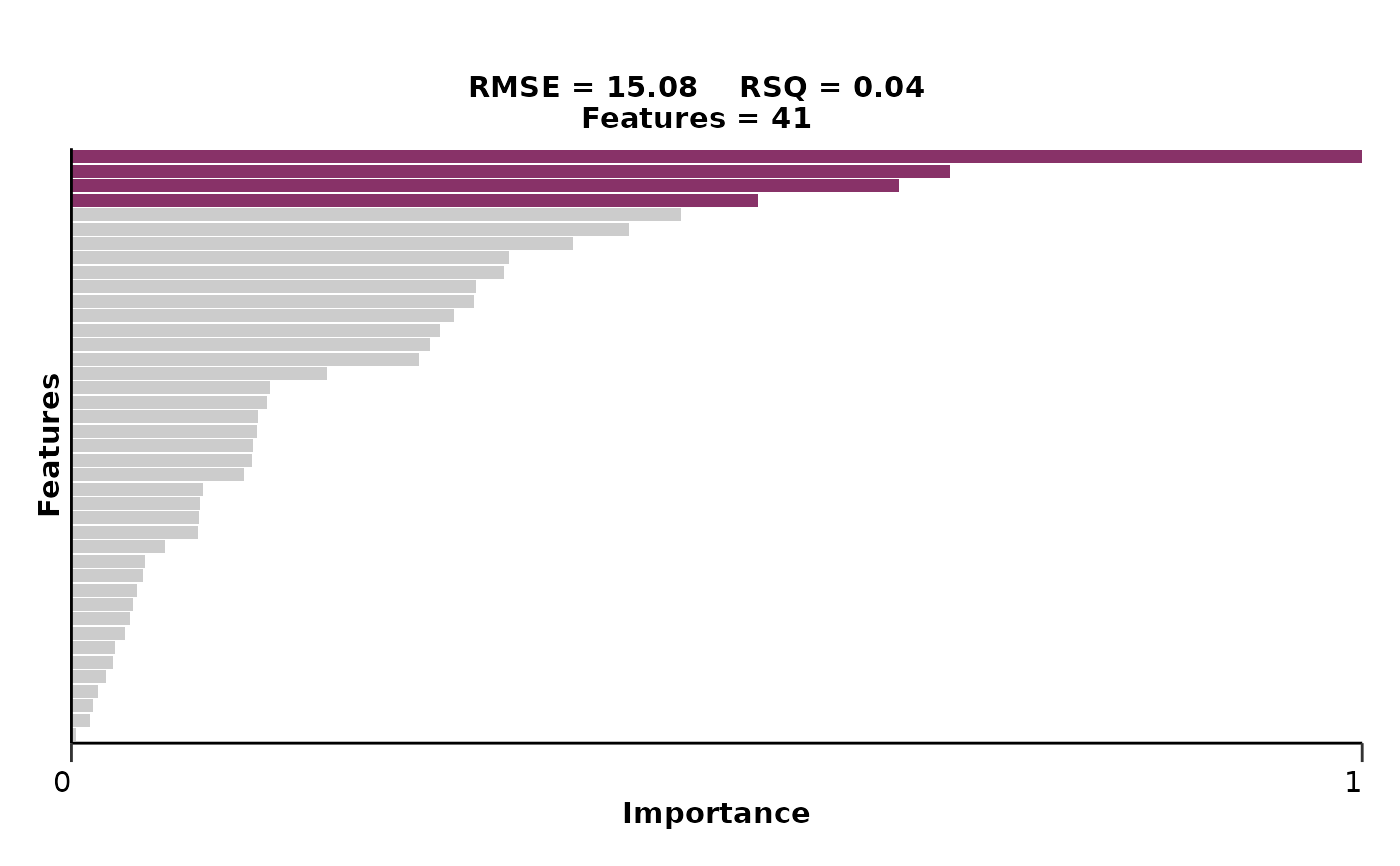 RMSE = 15.08    RSQ = 0.04
Features = 41
Features
0
1
Importance